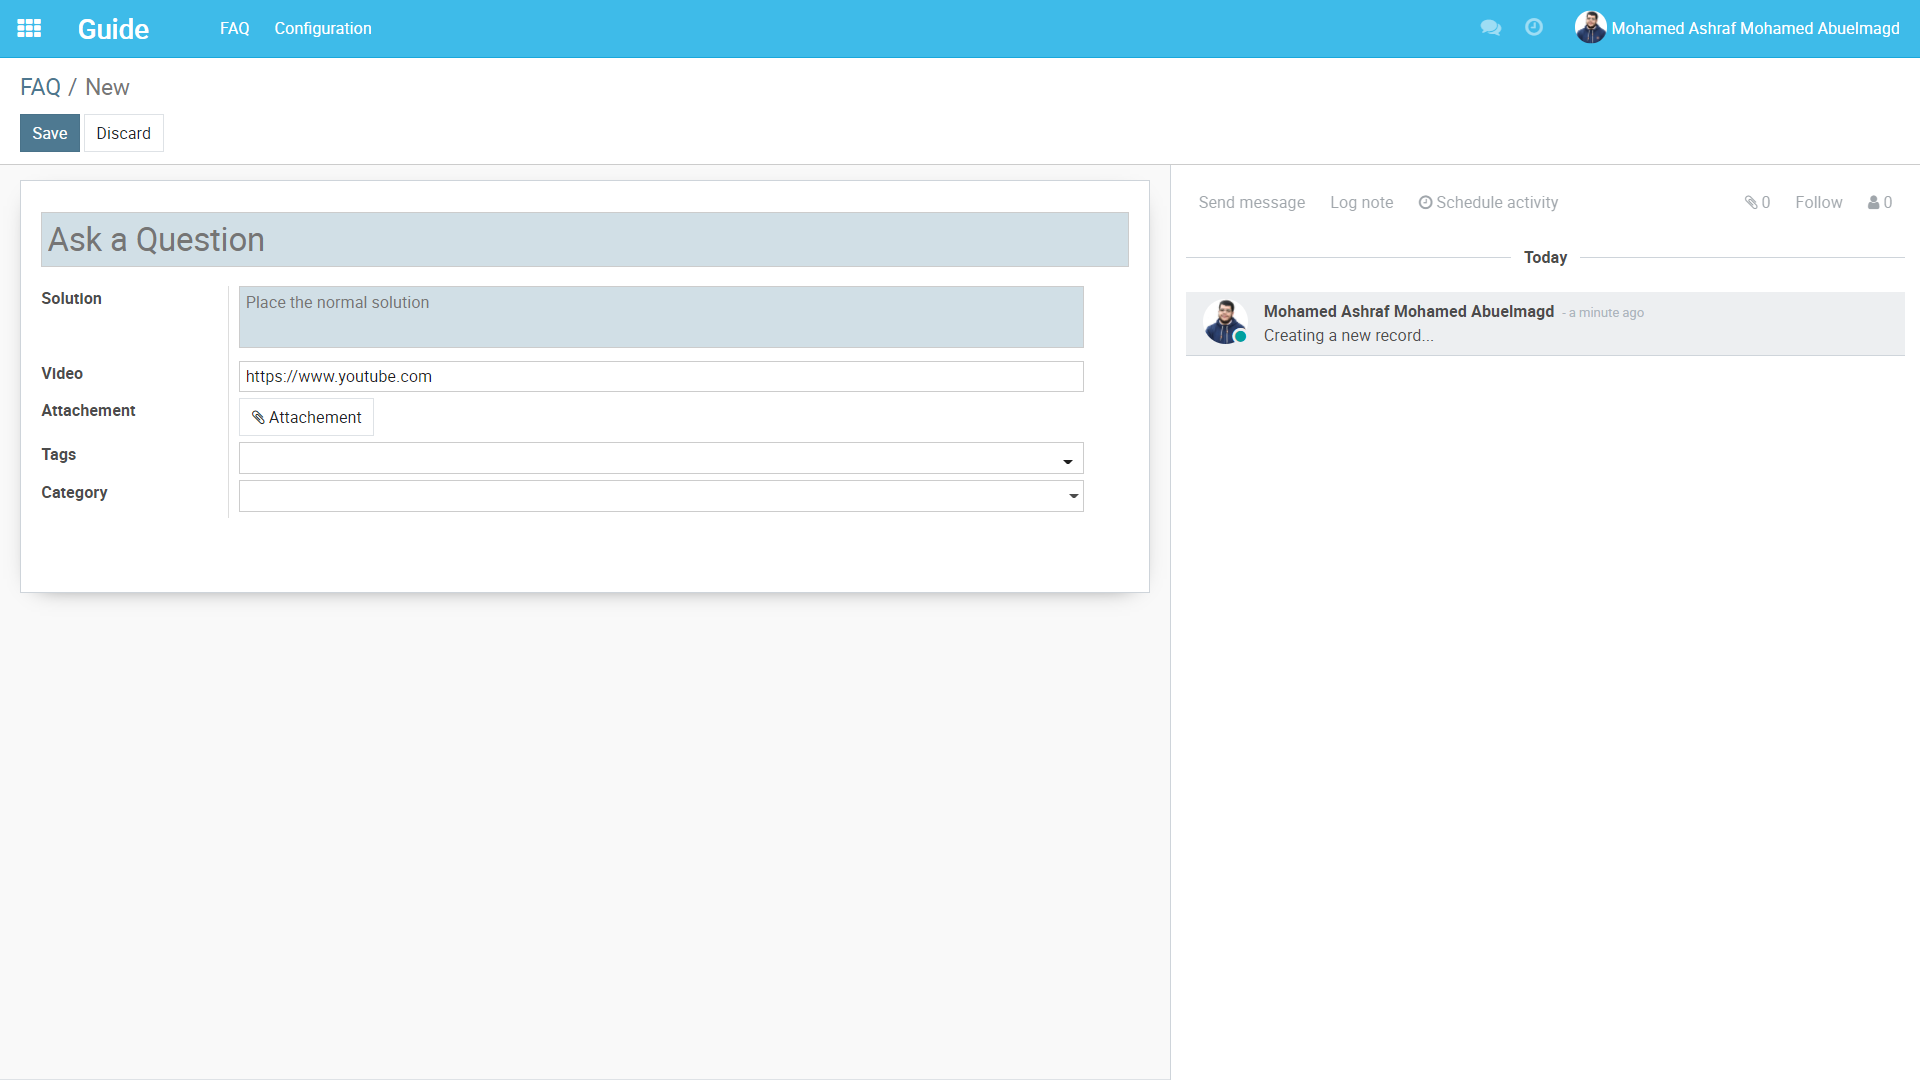 Guide FAQ Configuration Mohamed Ashraf Mohamed Abuelmagd
FAQ / New
Save Discard
Ask a Question
Solution
Place the normal solution
Video
https://www.youtube.com
Attachement
Attachement
Tags
Category
Send message Log note Schedule activity 0 Follow 0
Today
Mohamed Ashraf Mohamed Abuelmagd - a minute ago
Creating a new record...